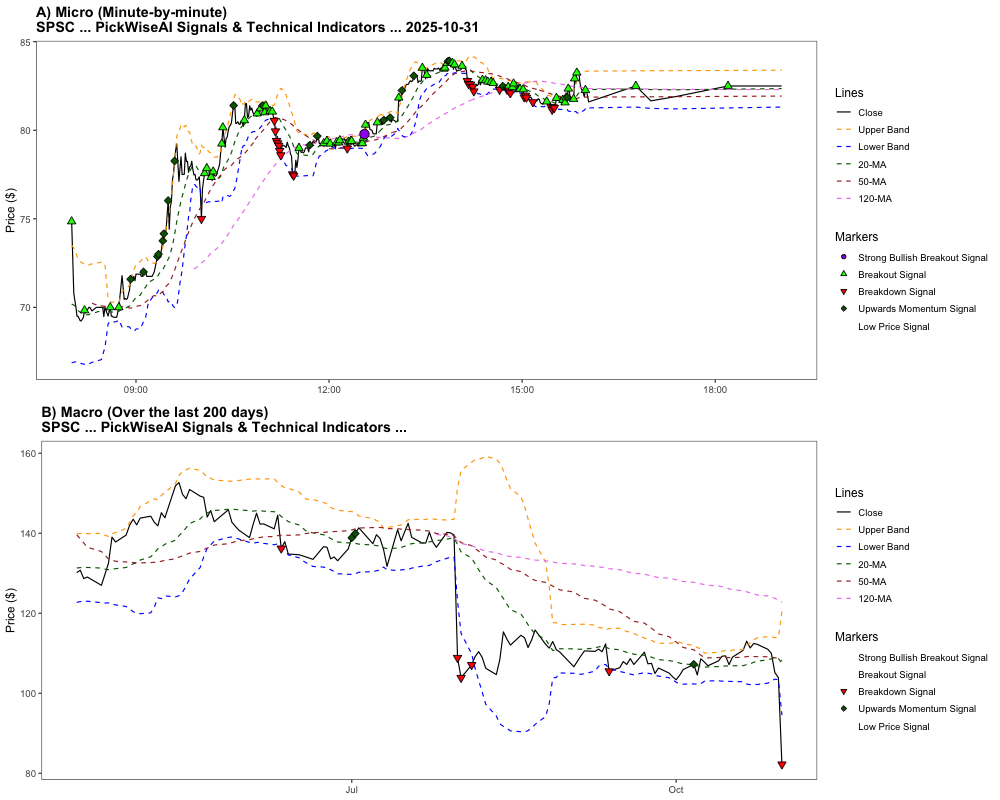 A) Micro (Minute-by-minute)
SPSC ... PickWiseAI Signals & Technical Indicators ... 2025-10-31
85
80
75
70
Price ($)
09:00
12:00
15:00
18:00
Lines
Close
Upper Band
Lower Band
20-MA
50-MA
120-MA
Markers
Strong Bullish Breakout Signal
Breakout Signal
Breakdown Signal
Upwards Momentum Signal
Low Price Signal
B) Macro (Over the last 200 days)
SPSC ... PickWiseAI Signals & Technical Indicators ...
160
140
120
100
80
Price ($)
Jul
Oct
Lines
Close
Upper Band
Lower Band
20-MA
50-MA
120-MA
Markers
Strong Bullish Breakout Signal
Breakout Signal
Breakdown Signal
Upwards Momentum Signal
Low Price Signal